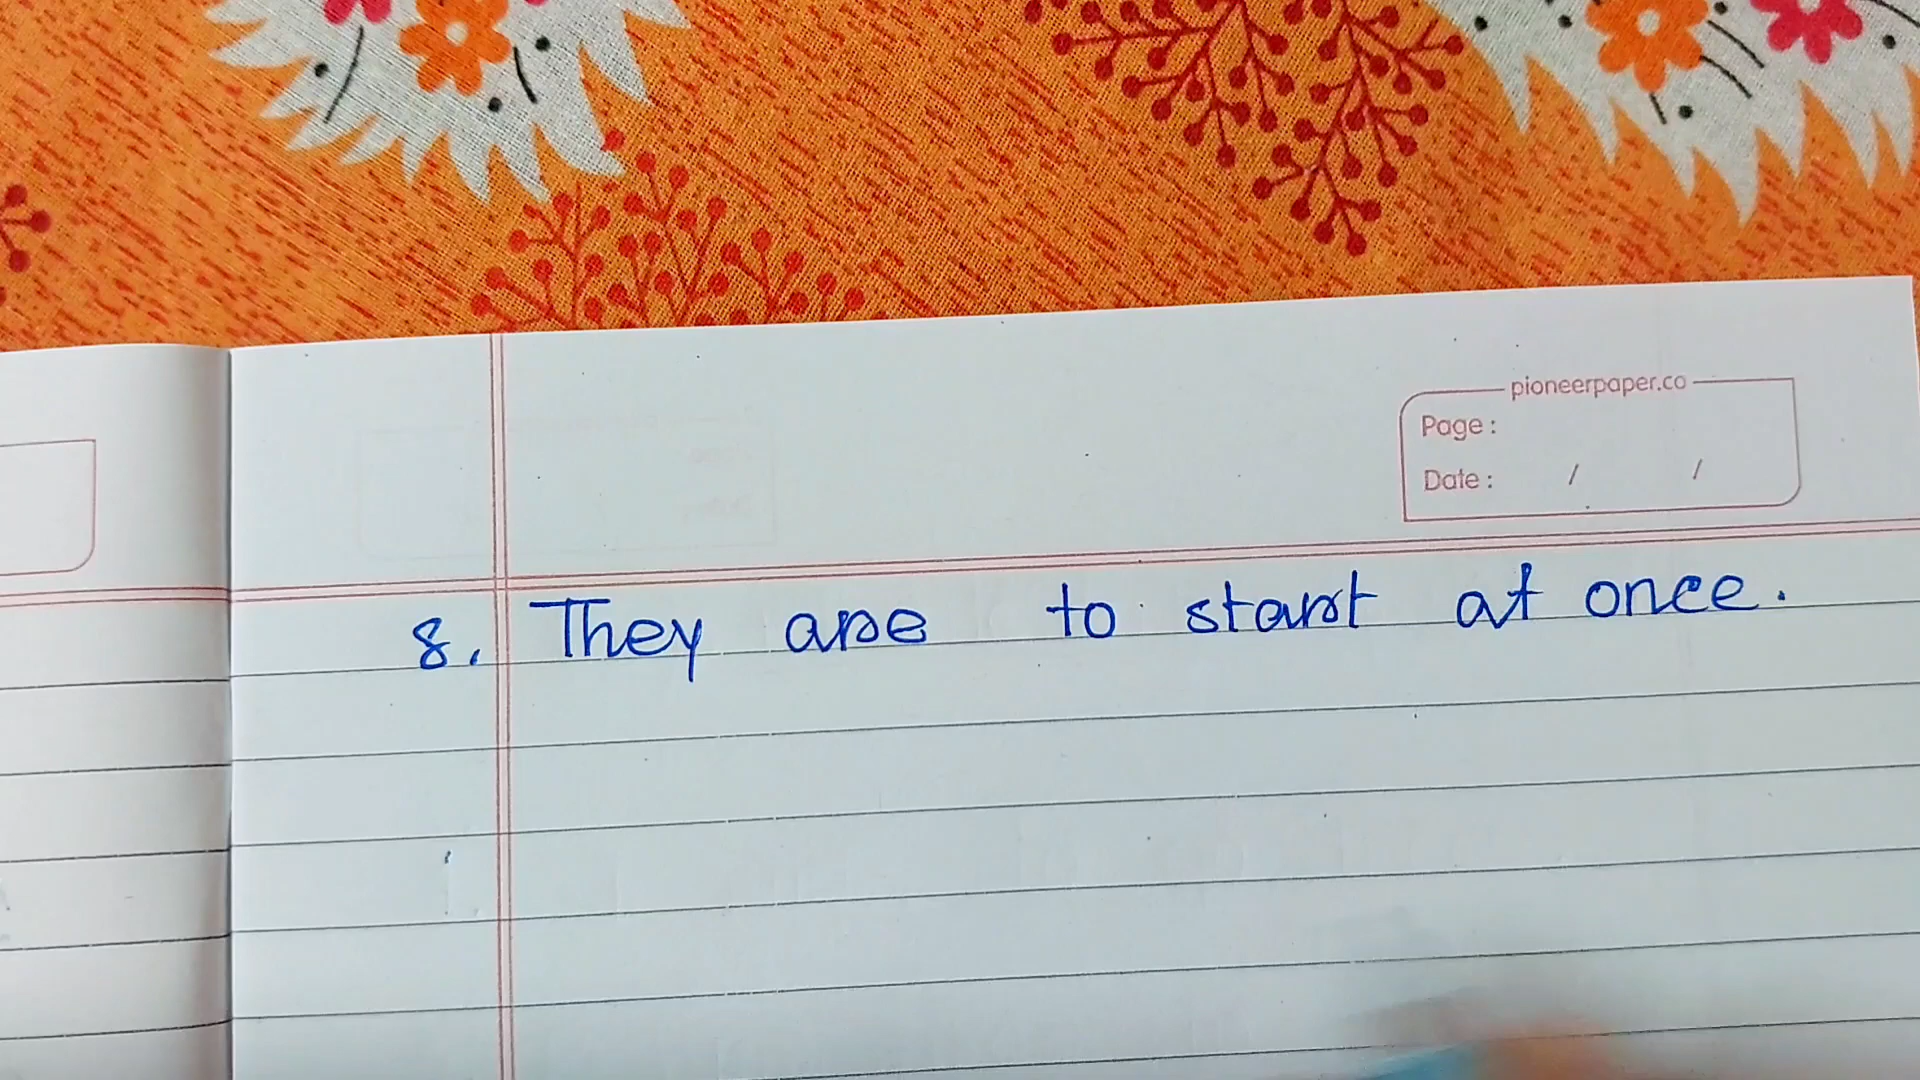 pioneerpaper.co
Page :
Date : / /
8. They are to start at once.